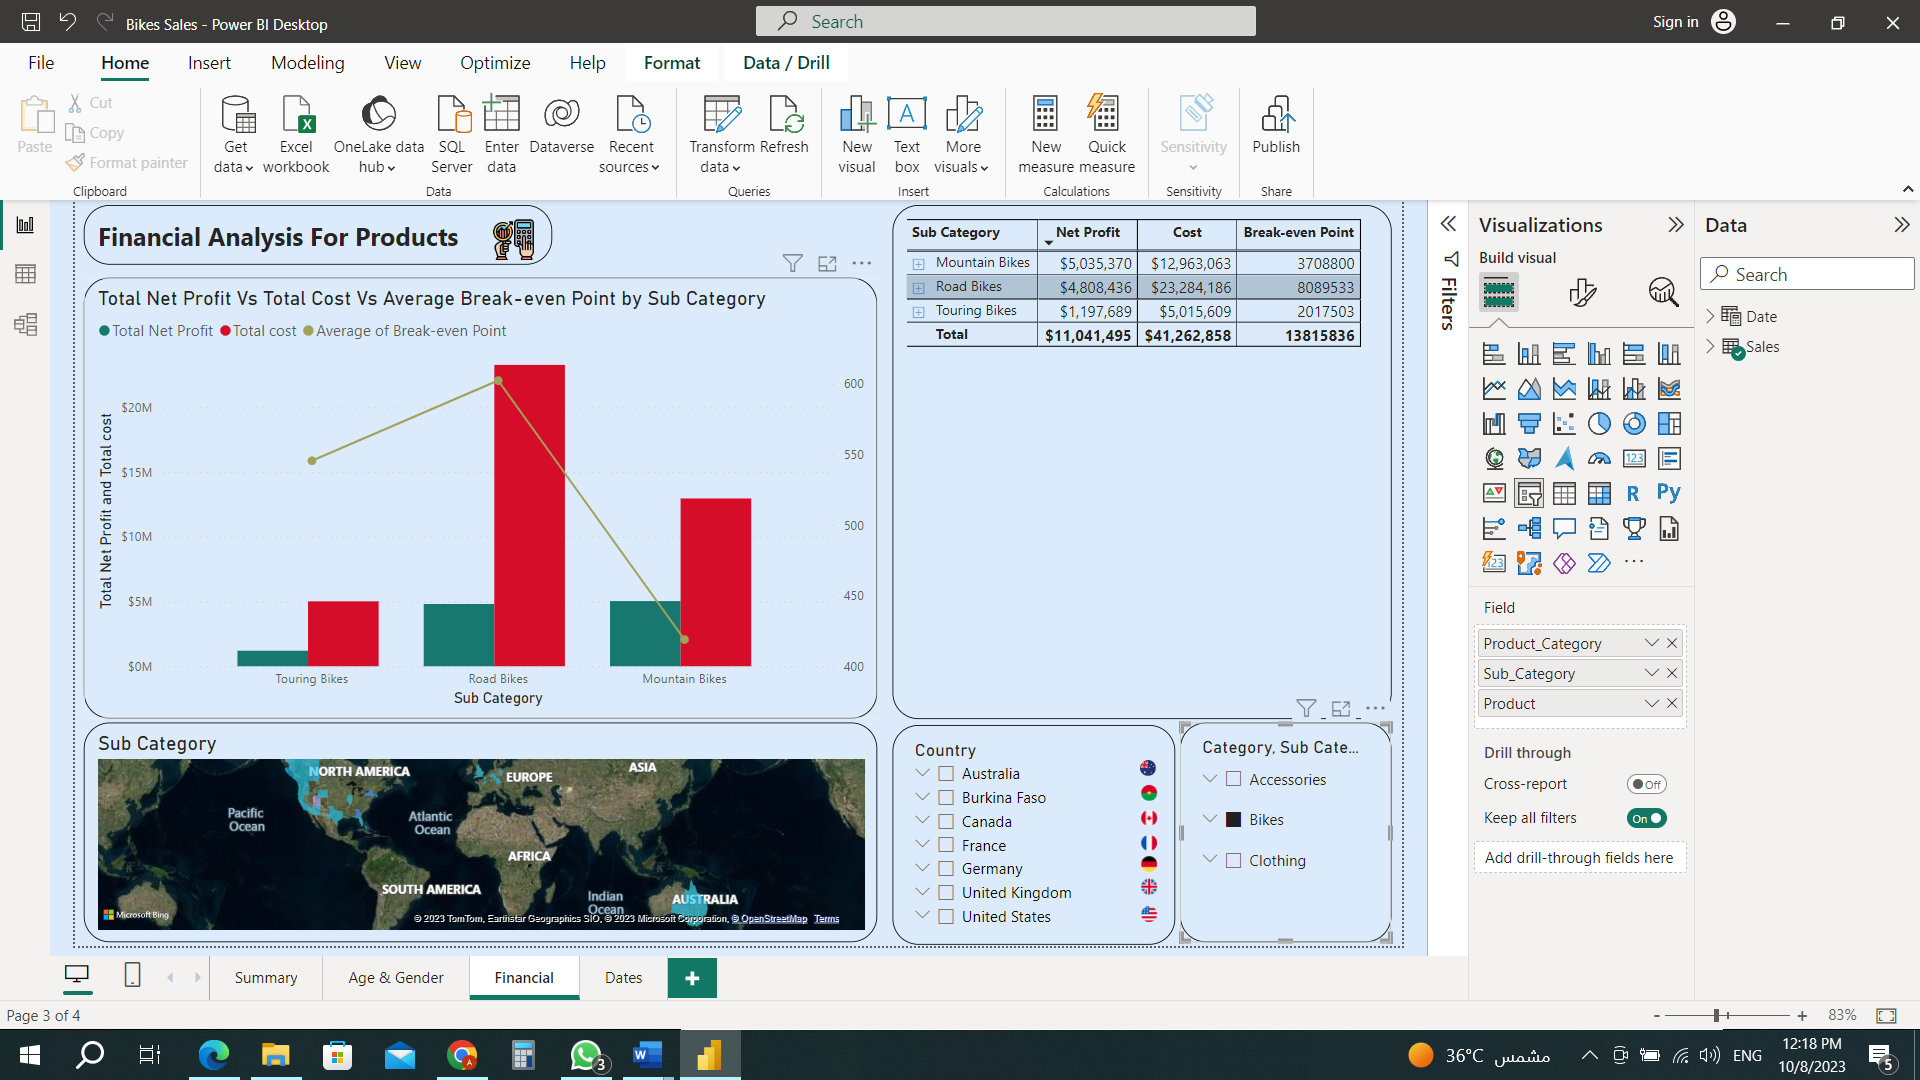 Bikes Sales - Power BI Desktop
Search
Sign in
File Home Insert Modeling View Optimize Help Format Data / Drill
Paste
Cut
Copy
Format painter
Clipboard
Get data
Excel workbook
OneLake data hub
SQL Server
Enter data
Dataverse
Recent sources
Data
Transform data
Refresh
Queries
New visual
Text box
More visuals
Insert
New measure
Quick measure
Calculations
Sensitivity
Sensitivity
Publish
Share
Financial Analysis For Products
Total Net Profit Vs Total Cost Vs Average Break-even Point by Sub Category
Total Net Profit Total cost Average of Break-even Point
Total Net Profit and Total cost
$20M
$15M
$10M
$5M
$0M
600
550
500
450
400
Touring Bikes Road Bikes Mountain Bikes
Sub Category
Sub Category Net Profit Cost Break-even Point
Mountain Bikes $5,035,370 $12,963,063 3708800
Road Bikes $4,808,436 $23,284,186 8089533
Touring Bikes $1,197,689 $5,015,609 2017503
Total $11,041,495 $41,262,858 13815836
Sub Category
NORTH AMERICA
EUROPE
ASIA
Pacific Ocean
Atlantic Ocean
AFRICA
SOUTH AMERICA
Indian Ocean
AUSTRALIA
Microsoft Bing
© 2023 TomTom, Earthstar Geographics SIO, © 2023 Microsoft Corporation, © OpenStreetMap Terms
Country
Australia
Burkina Faso
Canada
France
Germany
United Kingdom
United States
Category, Sub Cate...
Accessories
Bikes
Clothing
Filters
Visualizations
Build visual
123
R
Py
123
Field
Product_Category
Sub_Category
Product
Drill through
Cross-report Off
Keep all filters On
Add drill-through fields here
Data
Search
Date
Sales
Summary Age & Gender Financial Dates +
Page 3 of 4
- + 83%
3
W
36°C مشمس
ENG
12:18 PM
10/8/2023
5